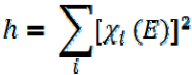 h = ∑_i [χ_i (E)]²